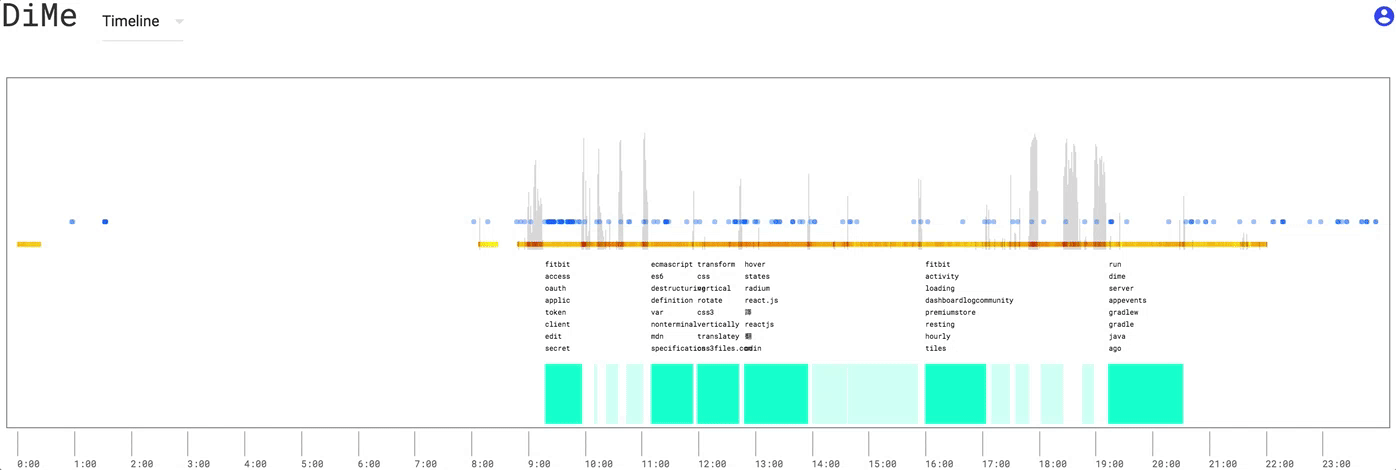 DiMe
Timeline
fitbit
access
oauth
applic
token
client
edit
secret
ecmascript
es6
destructuring
definition
var
nonterminal
mdn
transform
css
vertical
rotate
css3
vertically
translatey
css3files.com
hover
states
radium
react.js
reactjs
fitbit
activity
loading
dashboardlogcommunity
premiumstore
resting
hourly
tiles
run
dime
server
appevents
gradlew
gradle
java
ago
0:00 1:00 2:00 3:00 4:00 5:00 6:00 7:00 8:00 9:00 10:00 11:00 12:00 13:00 14:00 15:00 16:00 17:00 18:00 19:00 20:00 21:00 22:00 23:00